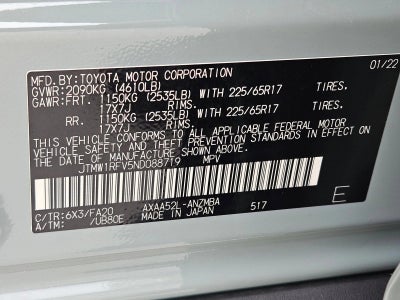 MFD.BY:TOYOTA MOTOR CORPORATION 01/22
GVWR:2090KG (4610LB)
GAWR:FRT. 1150KG (2535LB) WITH 225/65R17 TIRES.
17X7J RIMS.
RR. 1150KG (2535LB) WITH 225/65R17 TIRES.
17X7J RIMS.
THIS VEHICLE CONFORMS TO ALL APPLICABLE FEDERAL MOTOR
VEHICLE SAFETY, BUMPER, AND THEFT PREVENTION STANDARDS IN EFFECT
ON THE DATE OF MANUFACTURE SHOWN ABOVE.
JTMW1RFV5ND088719 MPV
C/TR:6X3/FA20 AXAA52L-ANZMBA
A/TM: /UB80E MADE IN JAPAN 517
E